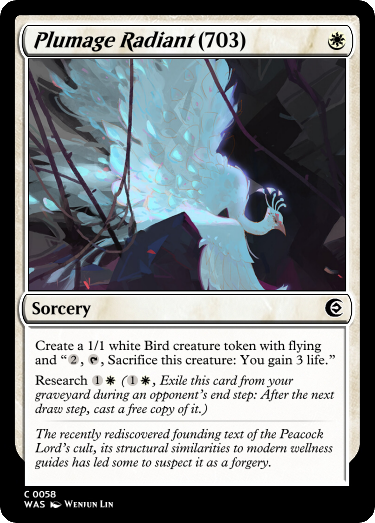 Plumage Radiant (703)
Sorcery
Create a 1/1 white Bird creature token with flying
and “2, , Sacrifice this creature: You gain 3 life.”
Research 1 (1 , Exile this card from your
graveyard during an opponent's end step: After the next
draw step, cast a free copy of it.)
The recently rediscovered founding text of the Peacock
Lord's cult, its structural similarities to modern wellness
guides has led some to suspect it as a forgery.
C 0058
WAS Wenjun Lin